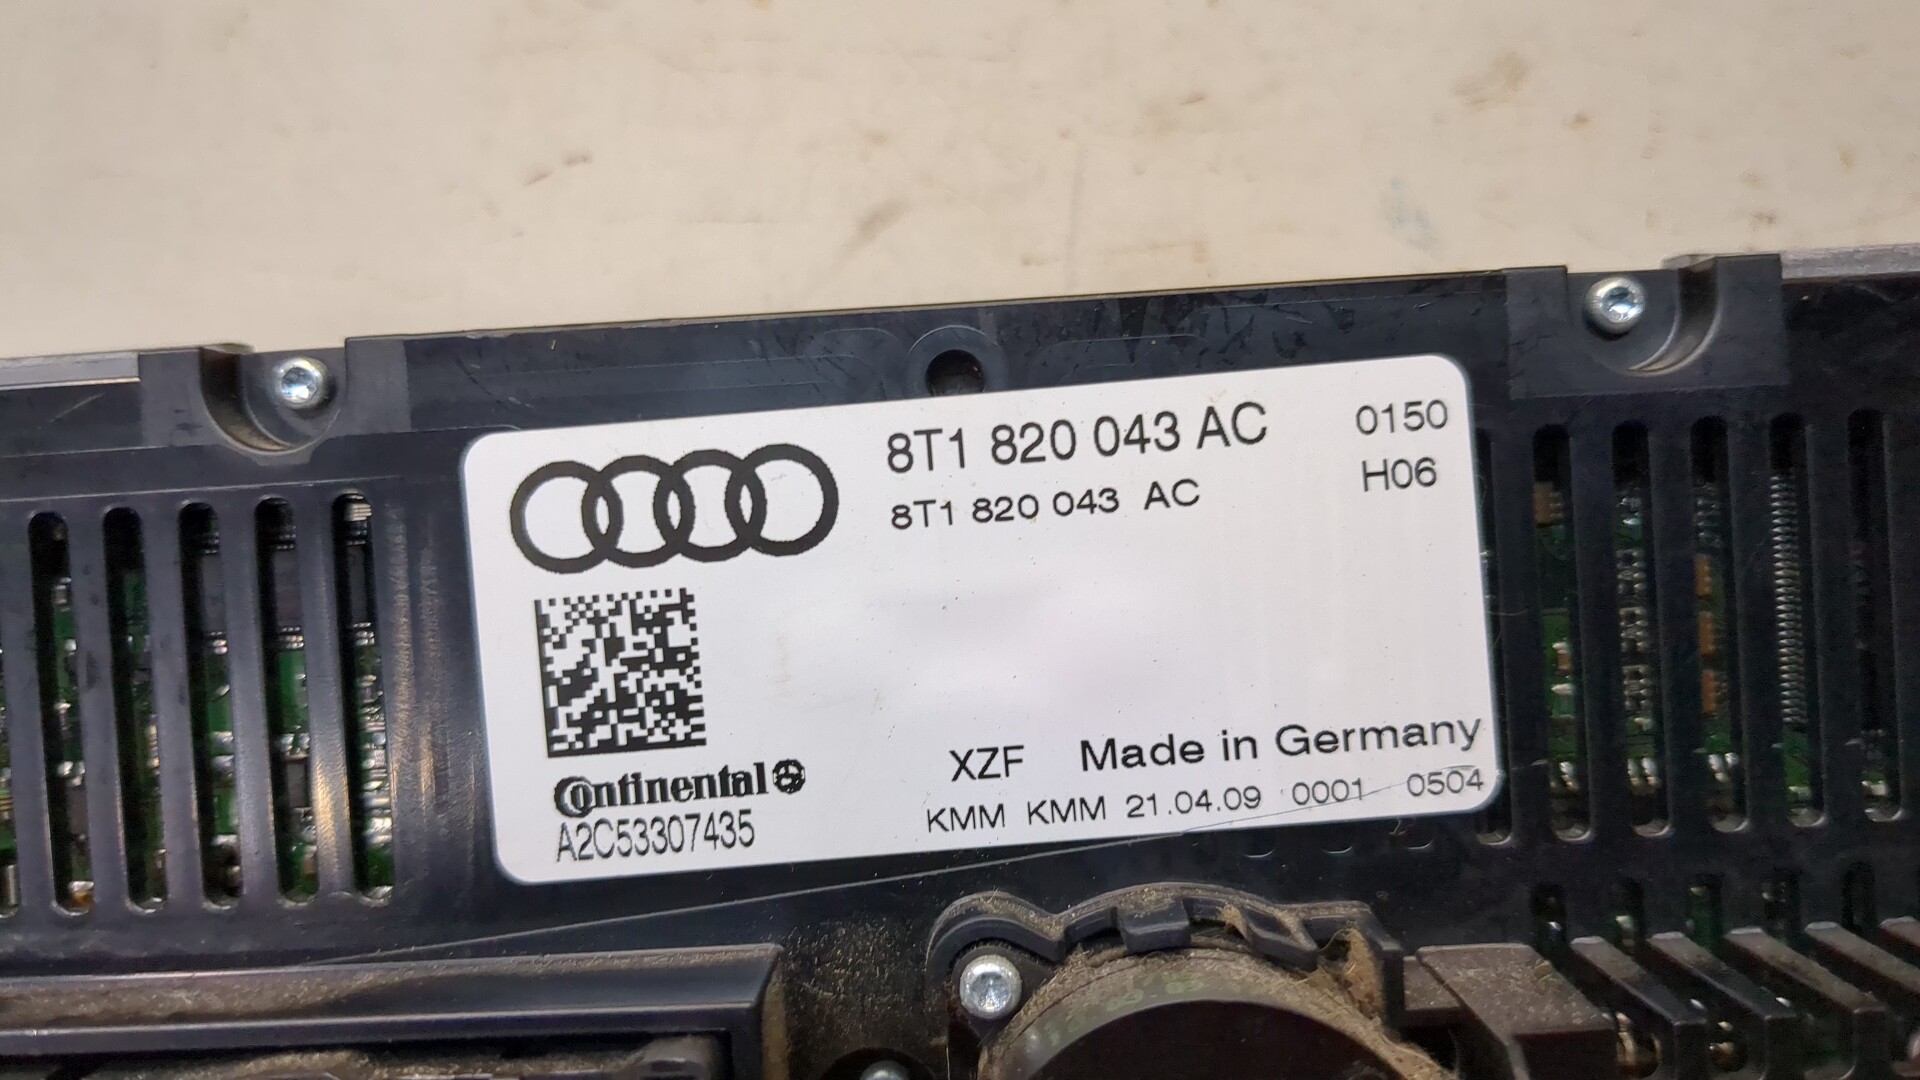 8T1 820 043 AC 0150
8T1 820 043 AC H06
Continental
A2C53307435
XZF Made in Germany
KMM KMM 21.04.09 0001 0504